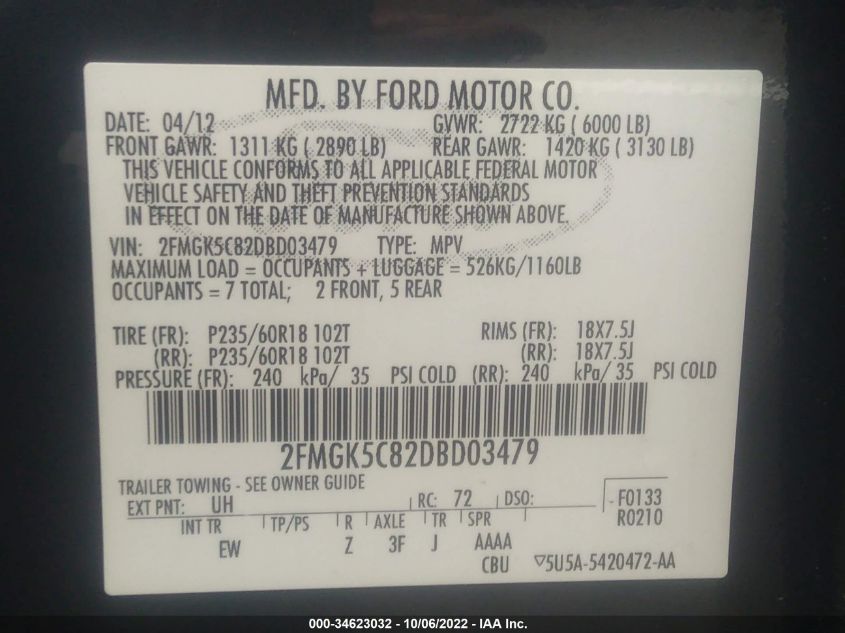 MFD. BY FORD MOTOR CO.
DATE: 04/12 GVWR: 2722 KG ( 6000 LB)
FRONT GAWR: 1311 KG ( 2890 LB) REAR GAWR: 1420 KG ( 3130 LB)
THIS VEHICLE CONFORMS TO ALL APPLICABLE FEDERAL MOTOR
VEHICLE SAFETY AND THEFT PREVENTION STANDARDS
IN EFFECT ON THE DATE OF MANUFACTURE SHOWN ABOVE.
VIN: 2FMGK5C82DBD03479 TYPE: MPV
MAXIMUM LOAD = OCCUPANTS + LUGGAGE = 526KG/1160LB
OCCUPANTS = 7 TOTAL; 2 FRONT, 5 REAR
TIRE (FR): P235/60R18 102T RIMS (FR): 18X7.5J
(RR): P235/60R18 102T (RR): 18X7.5J
PRESSURE (FR): 240 kPa/ 35 PSI COLD (RR): 240 kPa/ 35 PSI COLD
2FMGK5C82DBD03479
TRAILER TOWING - SEE OWNER GUIDE
EXT PNT: UH RC: 72 DSO: F0133
INT TR TP/PS R AXLE TR SPR R0210
EW Z 3F J AAAA
CBU ▽5U5A-5420472-AA
000-34623032 - 10/06/2022 - IAA Inc.